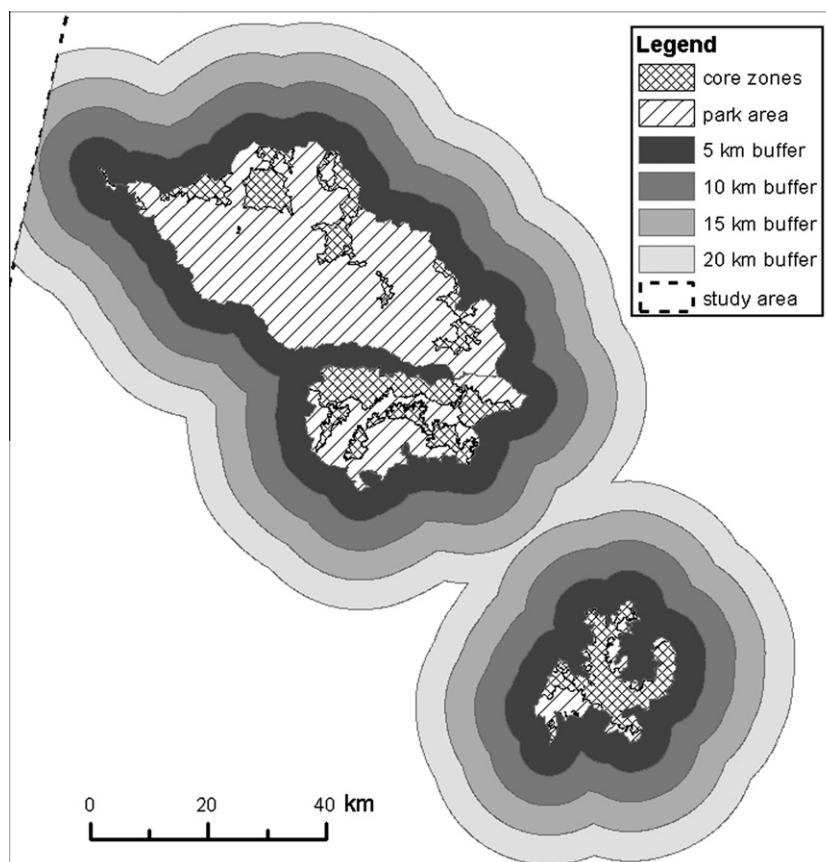 Legend
core zones
park area
5 km buffer
10 km buffer
15 km buffer
20 km buffer
study area
0 20 40 km